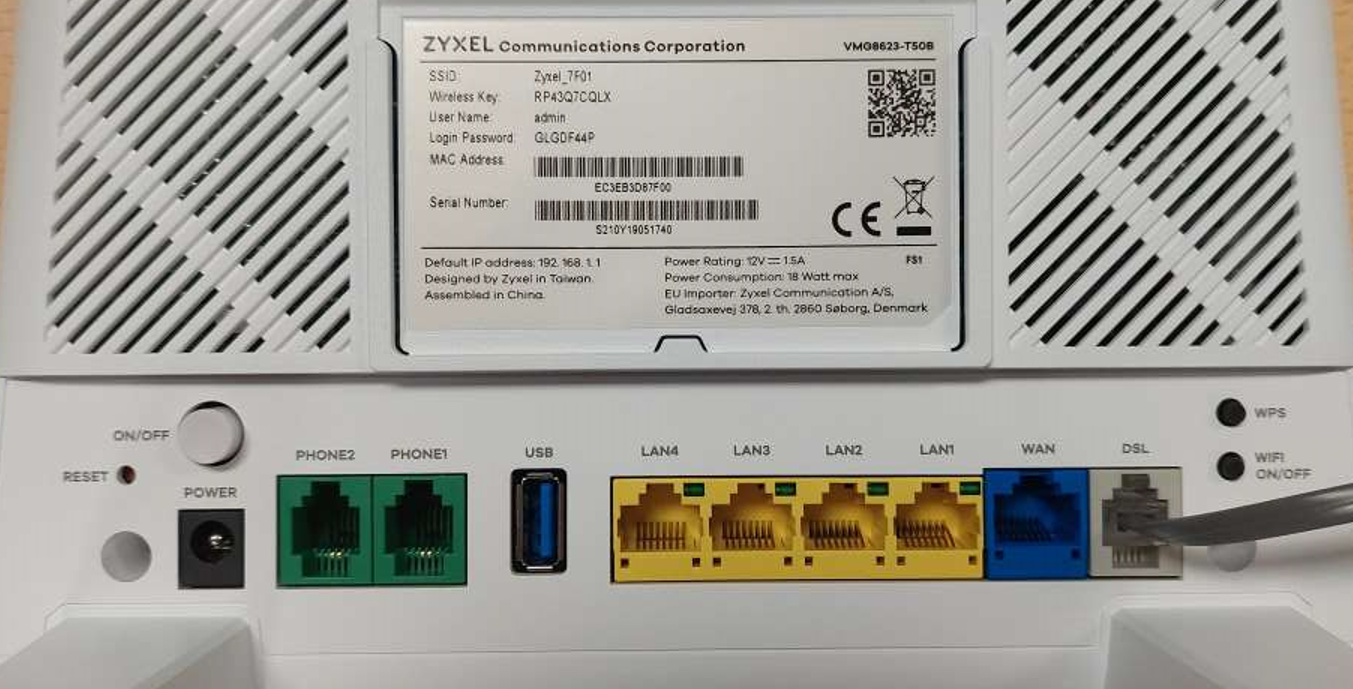 ZYXEL Communications Corporation VMG8623-T50B
SSID: Zyxel_7F01
Wireless Key: RP43Q7CQLX
User Name: admin
Login Password: GLGDF44P
MAC Address:
EC3EB3D87F00
Serial Number:
S210Y19051740
CE
Default IP address: 192. 168. 1. 1
Designed by Zyxel in Taiwan.
Assembled in China.
Power Rating: 12V 1.5A FS1
Power Consumption: 18 Watt max
EU Importer: Zyxel Communication A/S,
Gladsaxevej 378, 2. th. 2860 Søborg, Denmark
ON/OFF
RESET
POWER
PHONE2 PHONE1 USB LAN4 LAN3 LAN2 LAN1 WAN DSL
WPS
WIFI
ON/OFF